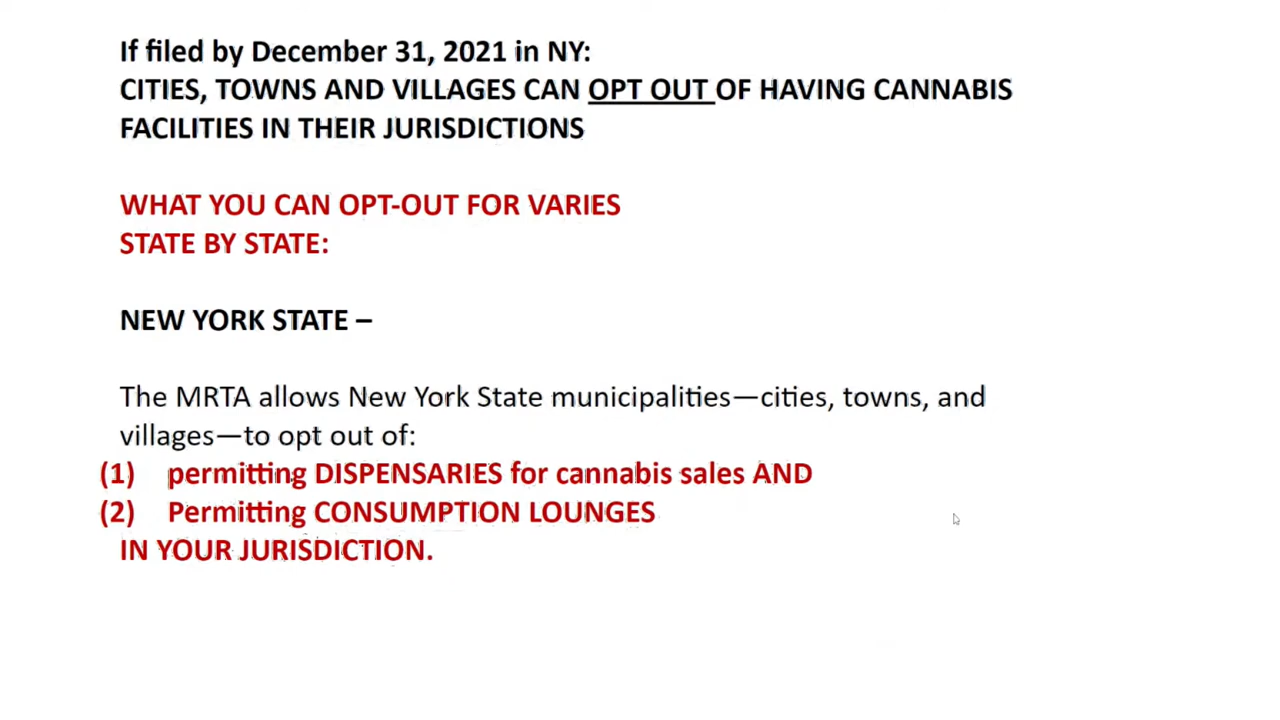 If filed by December 31, 2021 in NY:
CITIES, TOWNS AND VILLAGES CAN OPT OUT OF HAVING CANNABIS
FACILITIES IN THEIR JURISDICTIONS
WHAT YOU CAN OPT-OUT FOR VARIES
STATE BY STATE:
NEW YORK STATE –
The MRTA allows New York State municipalities—cities, towns, and
villages—to opt out of:
(1) permitting DISPENSARIES for cannabis sales AND
(2) Permitting CONSUMPTION LOUNGES
IN YOUR JURISDICTION.